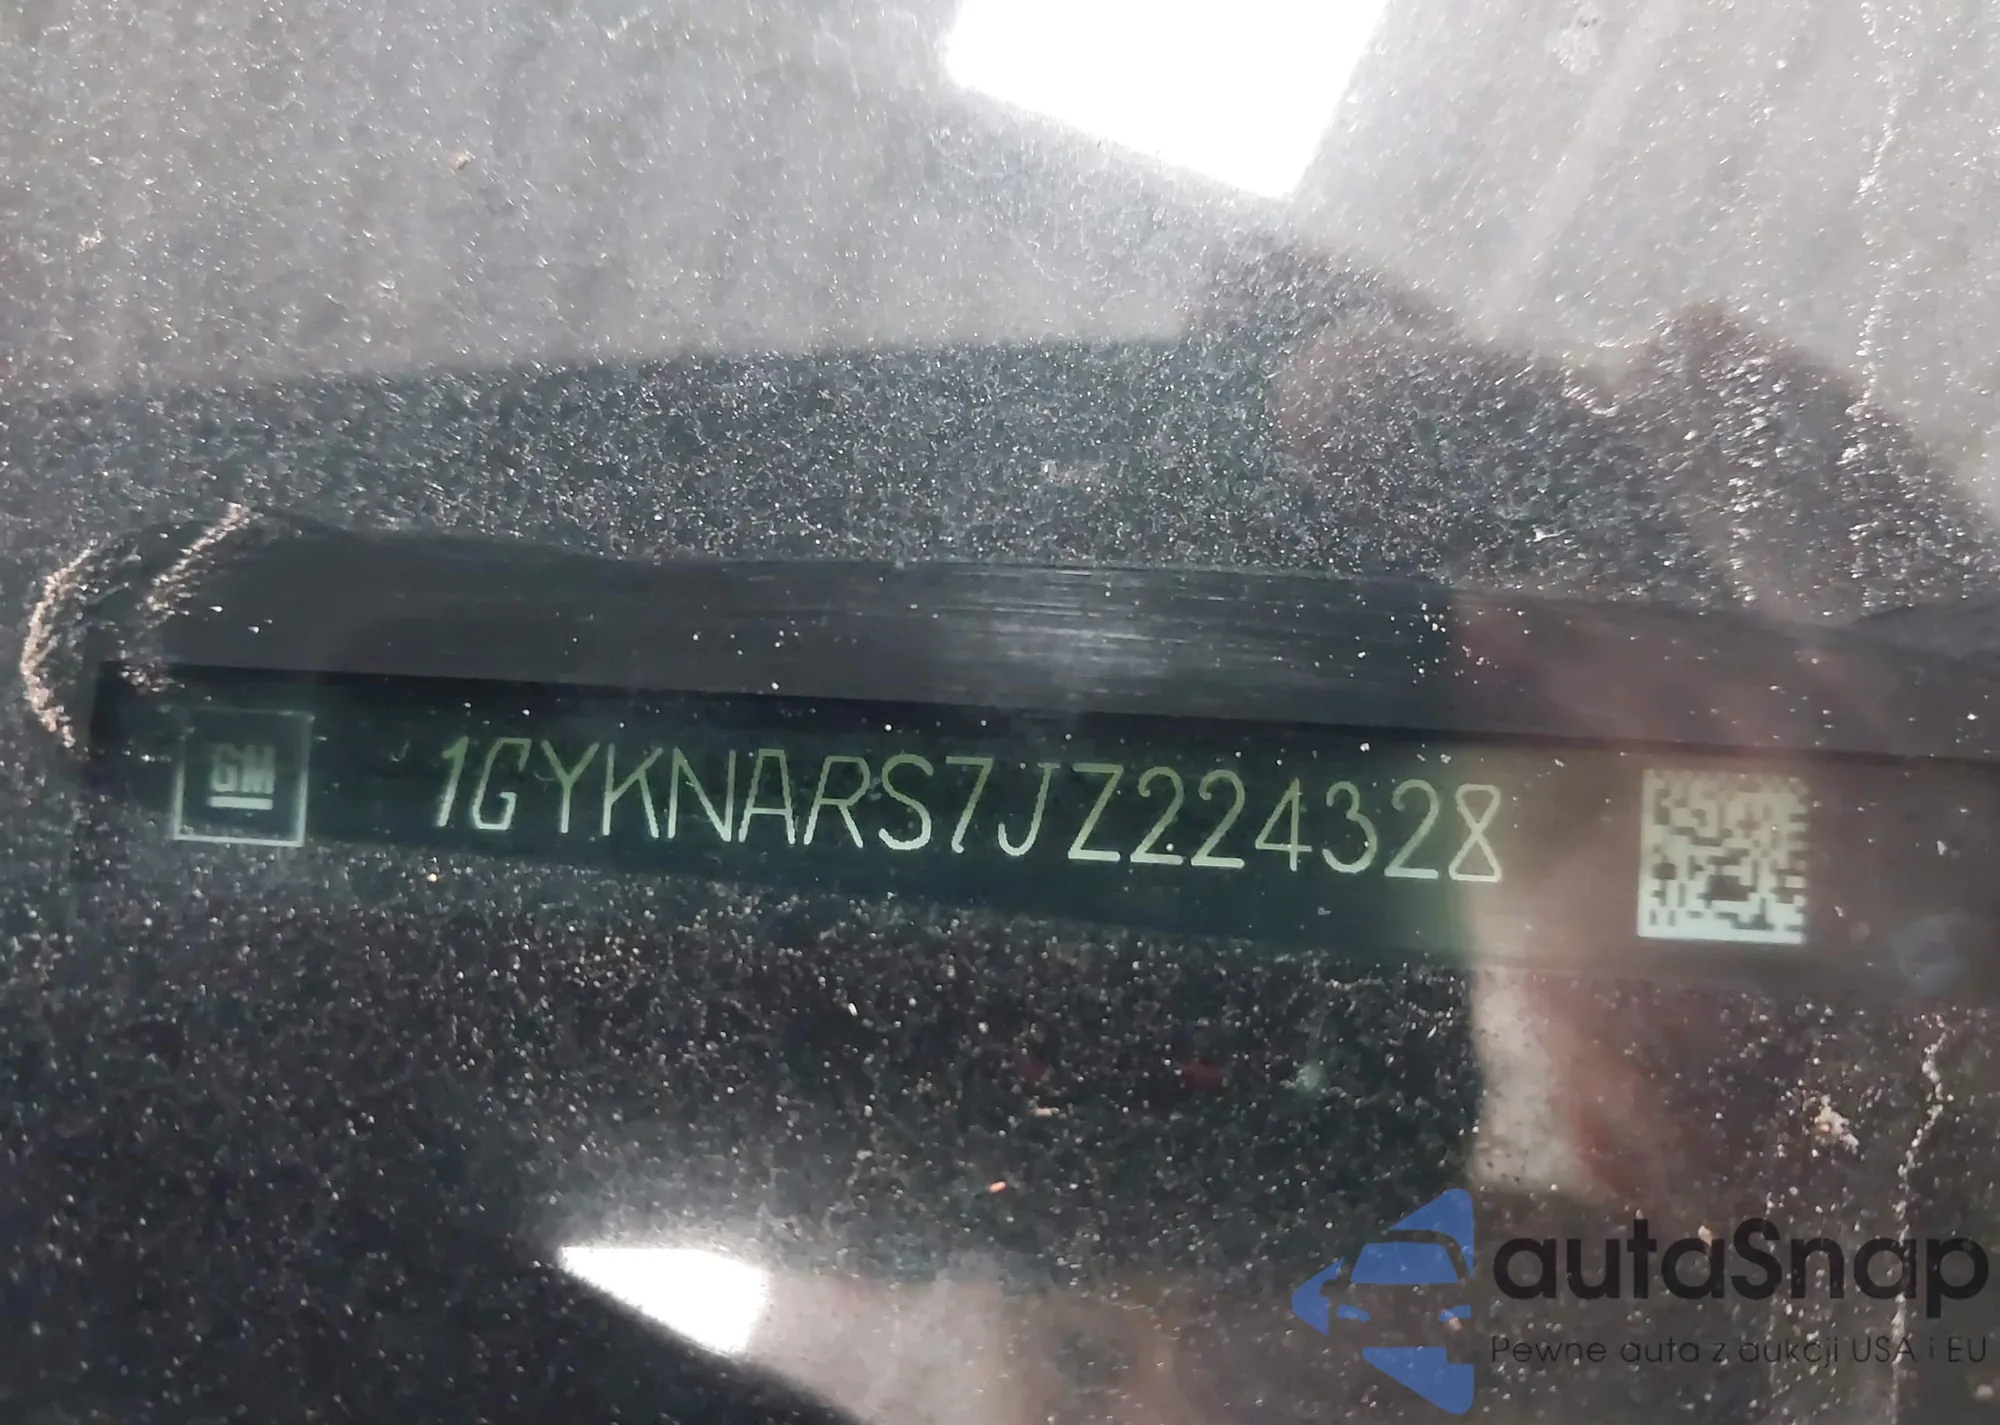 GM 1GYKNARS7JZ224328
autaSnap
Pewne auta z aukcji USA i EU